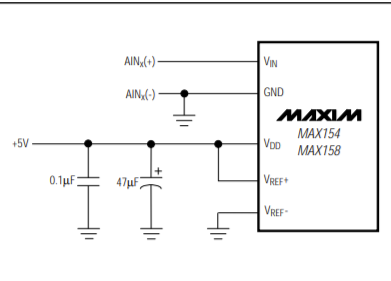 AINx(+)
VIN
AINx(-)
GND
MAXIM
MAX154
MAX158
+5V
VDD
0.1µF
47µF
+
VREF+
VREF-